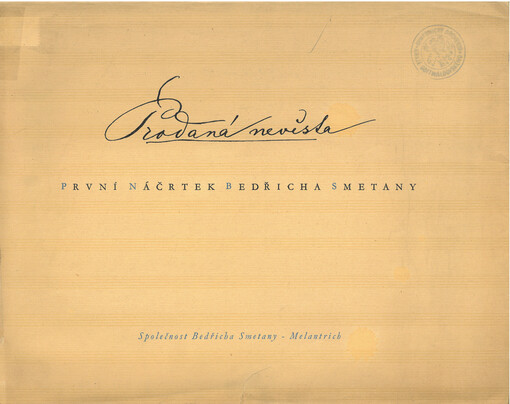 Prodaná nevěsta
PRVNÍ NÁČRTEK BEDŘICHA SMETANY
Společnost Bedřicha Smetany - Melantrich